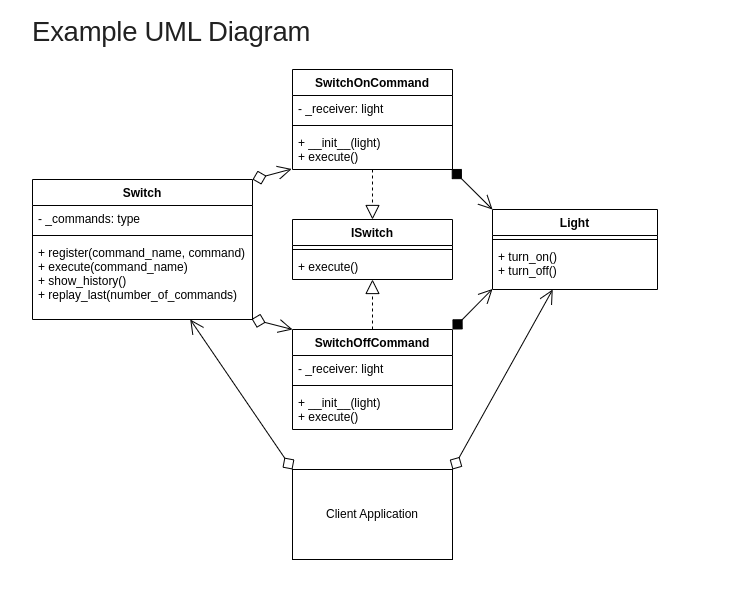 Example UML Diagram
SwitchOnCommand
- _receiver: light
+ __init__(light)
+ execute()
Switch
- _commands: type
+ register(command_name, command)
+ execute(command_name)
+ show_history()
+ replay_last(number_of_commands)
ISwitch
+ execute()
Light
+ turn_on()
+ turn_off()
SwitchOffCommand
- _receiver: light
+ __init__(light)
+ execute()
Client Application